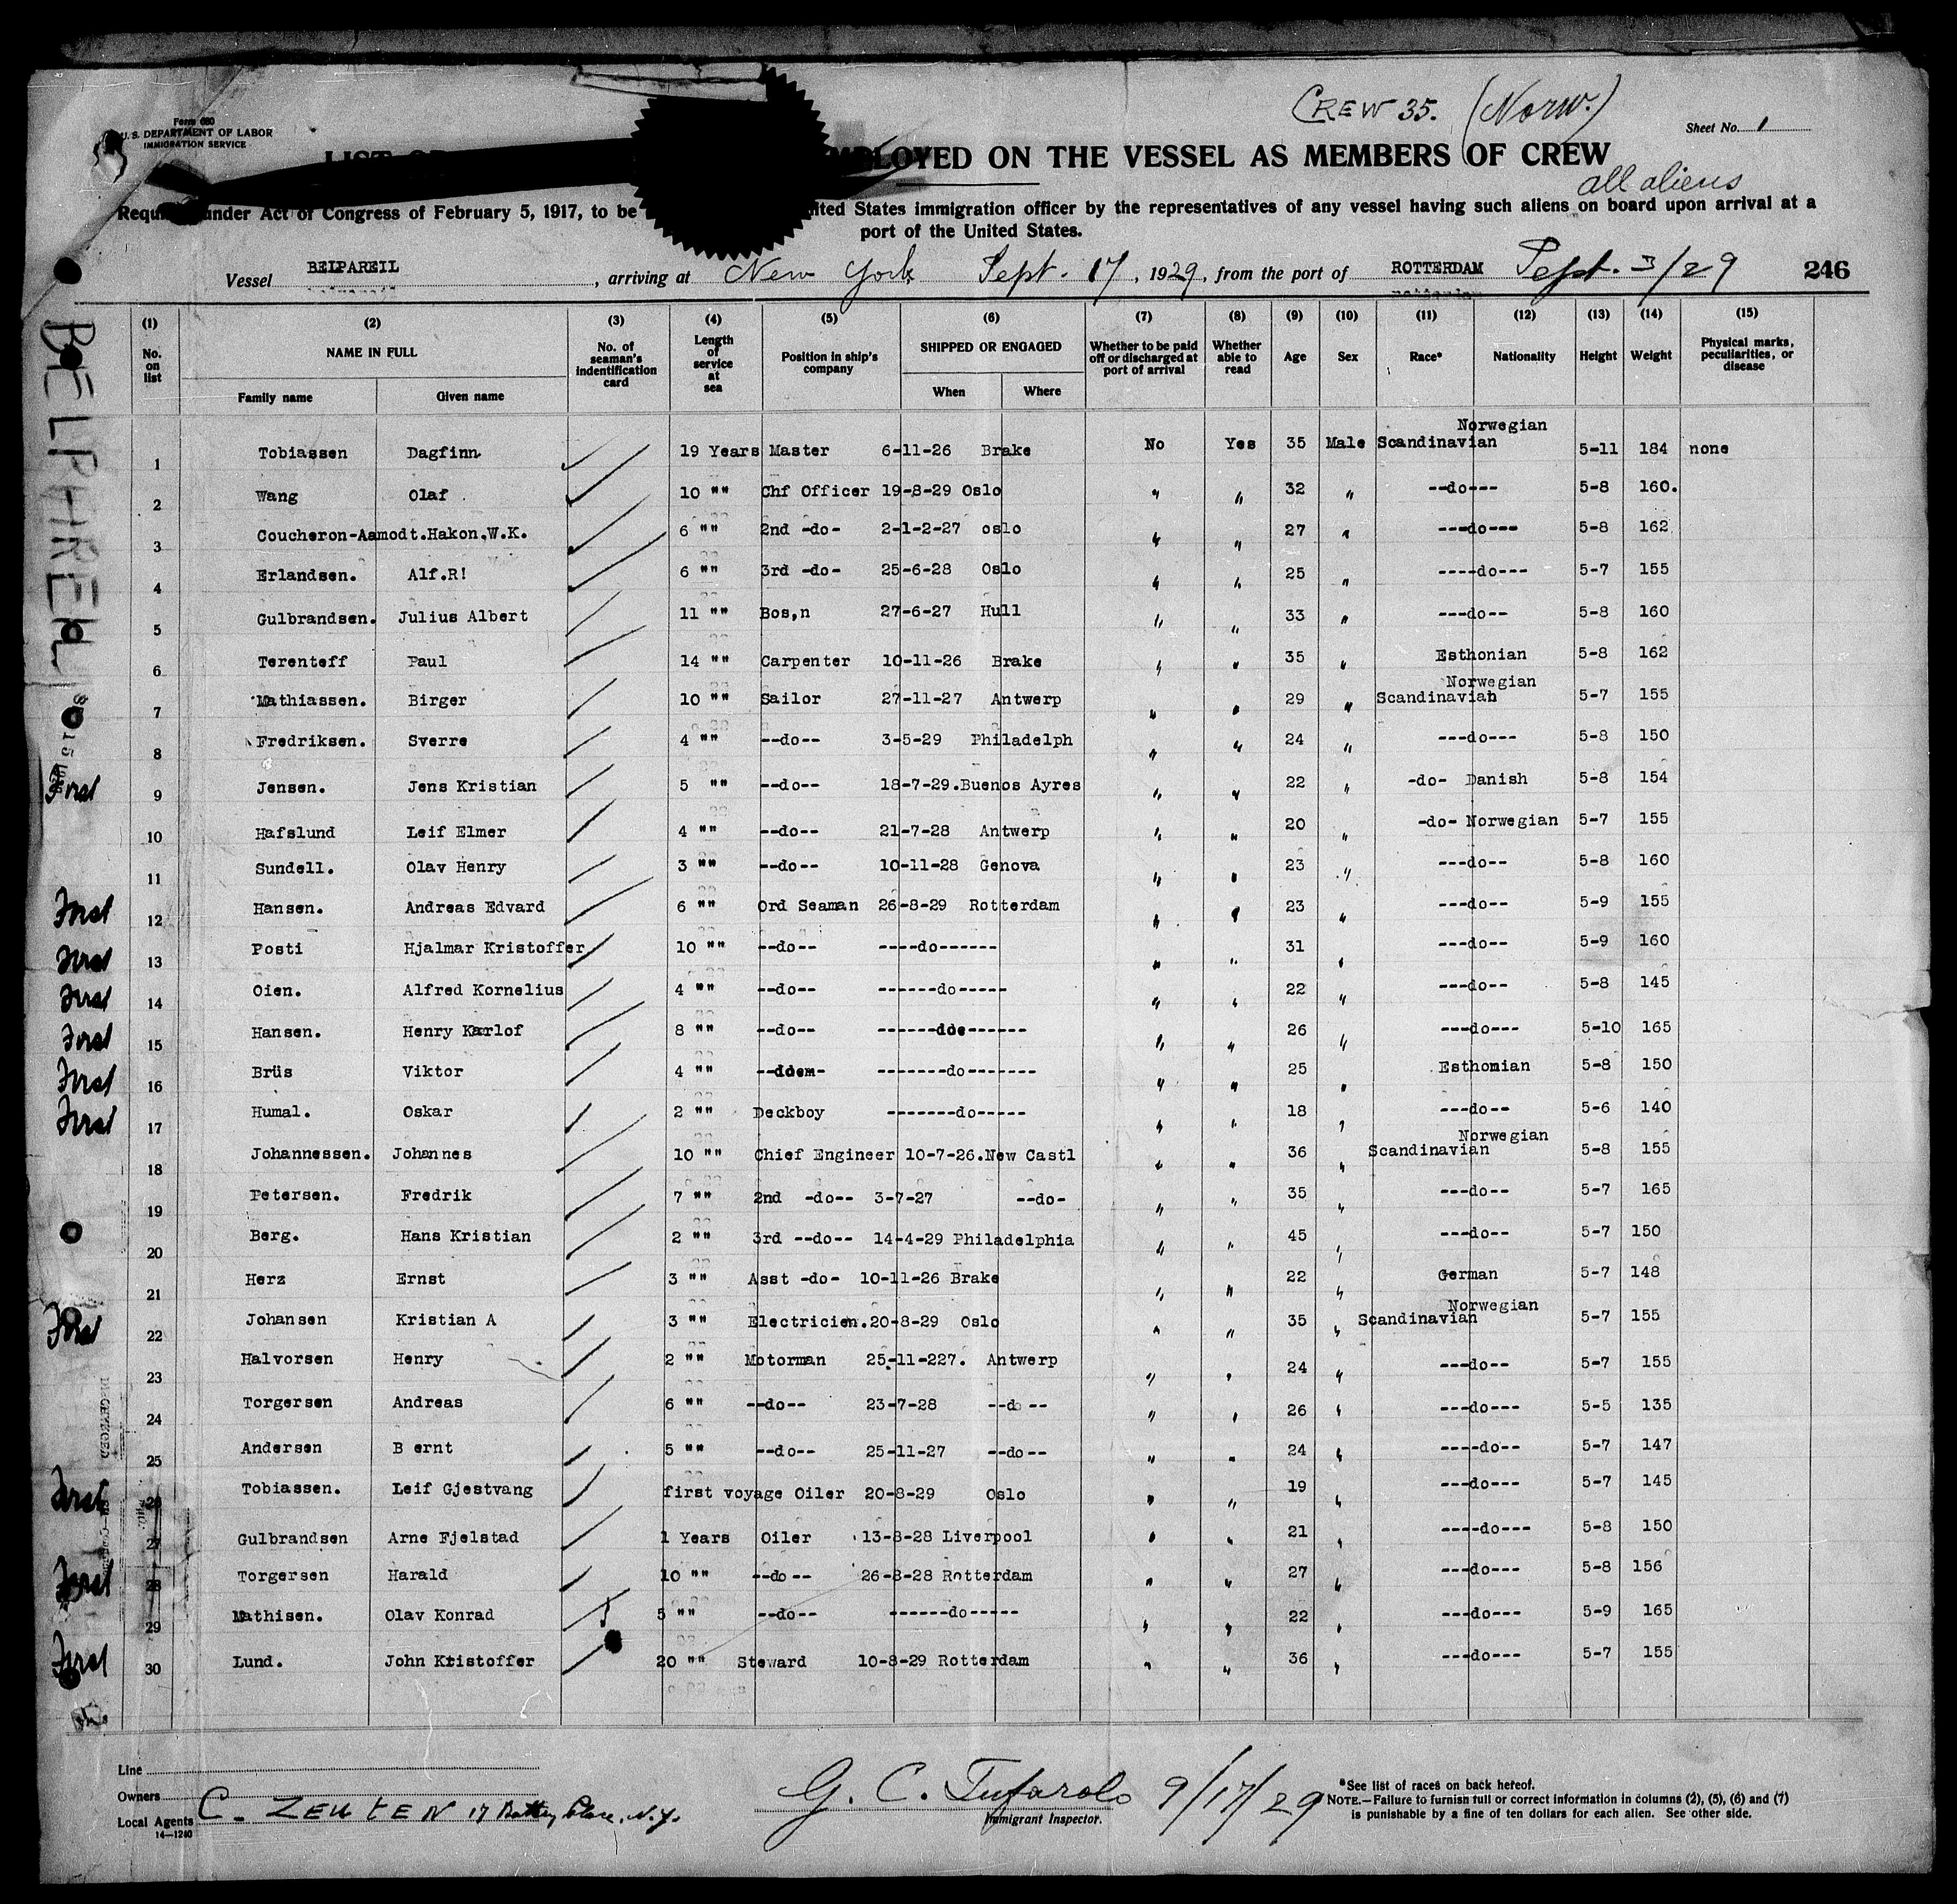 CREW 35. (Norw.)
Form 680
U. S. DEPARTMENT OF LABOR
IMMIGRATION SERVICE
Sheet No. 1
LIST OF EMPLOYED ON THE VESSEL AS MEMBERS OF CREW
all aliens
Required under Act of Congress of February 5, 1917, to be United States immigration officer by the representatives of any vessel having such aliens on board upon arrival at a
port of the United States.
Vessel BELPAREIL, arriving at New York Sept. 17, 1929, from the port of ROTTERDAM Sept. 3/29 246
BELPAREIL
(1) (2) (3) (4) (5) (6) (7) (8) (9) (10) (11) (12) (13) (14) (15)
No. on list NAME IN FULL Family name Given name No. of seaman's indentification card Length of service at sea Position in ship's company SHIPPED OR ENGAGED When Where Whether to be paid off or discharged at port of arrival Whether able to read Age Sex Race* Nationality Height Weight Physical marks, peculiarities, or disease
1 Tobiassen Dagfinn 19 Years Master 6-11-26 Brake No Yes 35 Male Scandinavian Norwegian 5-11 184 none
2 Wang Olaf 10 "" Chf Officer 19-8-29 Oslo " " 32 " --do--- 5-8 160.
3 Coucheron-Aamodt.Hakon.W.K. 6 "" 2nd -do- 2-1-2-27 oslo " " 27 " ---do--- 5-8 162
4 Erlandsen. Alf.R! 6 "" 3rd -do- 25-6-28 Oslo " " 25 " ----do--- 5-7 155
5 Gulbrandsen. Julius Albert 11 "" Bos,n 27-6-27 Hull " " 33 " ---do-- 5-8 160
6 Terenteff Paul 14 "" Carpenter 10-11-26 Brake " " 35 " Esthonian 5-8 162
7 Mathiassen. Birger 10 "" Sailor 27-11-27 Antwerp " " 29 " Scandinavian Norwegian 5-7 155
8 Fredriksen. Sverre 4 "" --do-- 3-5-29 Philadelph " " 24 " ---do--- 5-8 150
First 9 Jensen. Jens Kristian 5 "" --do-- 18-7-29.Buenos Ayres " " 22 " -do- Danish 5-8 154
10 Hafslund Leif Elmer 4 "" --do-- 21-7-28 Antwerp " " 20 " -do- Norwegian 5-7 155
11 Sundell. Olav Henry 3 "" --do-- 10-11-28 Genova " " 23 " ---do-- 5-8 160
First 12 Hansen. Andreas Edvard 6 "" Ord Seaman 26-8-29 Rotterdam " " 23 " ---do-- 5-9 155
First 13 Posti Hjalmar Kristoffer 10 "" --do-- ----do------ " " 31 " ---do-- 5-9 160
First 14 Oien. Alfred Kornelius 4 "" --do-- ------do----- " " 22 " ---do-- 5-8 145
First 15 Hansen. Henry Karlof 8 "" --do-- ------doe------ " " 26 " ---do--- 5-10 165
First 16 Brüs Viktor 4 "" --ddem- -------do------- " " 25 " Esthonian 5-8 150
First 17 Humal. Oskar 2 "" Deckboy -------do----- " " 18 " ---do-- 5-6 140
18 Johannessen. Johannes 10 "" Chief Engineer 10-7-26.New Castl " " 36 " Scandinavian Norwegian 5-8 155
19 Petersen. Fredrik 7 "" 2nd -do-- 3-7-27 --do- " " 35 " ---do-- 5-7 165
20 Berg. Hans Kristian 2 "" 3rd --do-- 14-4-29 Philadelphia " " 45 " ---do-- 5-7 150
21 Herz Ernst 3 "" Asst -do- 10-11-26 Brake " " 22 " German 5-7 148
First 22 Johansen Kristian A 3 "" Electricien.20-8-29 Oslo " " 35 " Scandinavian Norwegian 5-7 155
23 Halvorsen Henry 2 "" Motorman 25-11-227. Antwerp " " 24 " ---do-- 5-7 155
24 Torgersen Andreas 6 "" --do-- 23-7-28 --do -- " " 26 " ---do--- 5-5 135
25 Andersen B ernt 5 "" --do-- 25-11-27 --do-- " " 24 " ----do-- 5-7 147
First 26 Tobiassen. Leif Gjestvang first voyage Oiler 20-8-29 Oslo " " 19 " ---do--- 5-7 145
27 Gulbrandsen Arne Fjelstad 1 Years Oiler 13-8-28 Liverpool " " 21 " ----do--- 5-8 150
First 28 Torgersen Harald 10 "" --do -- 26-8-28 Rotterdam " " 27 " ---do--- 5-8 156
29 Mathisen. Olav Konrad 5 "" --do-- ------do----- " " 22 " ---do--- 5-9 165
First 30 Lund. John Kristoffer 20 "" Steward 10-8-29 Rotterdam " " 36 " ---do--- 5-7 155
Line
Owners
Local Agents C. ZEUTEN 17 Battery Place, N.Y.
14—1240
G. C. Tufarolo 9/17/29
Immigrant Inspector.
*See list of races on back hereof.
NOTE.—Failure to furnish full or correct information in columns (2), (5), (6) and (7)
is punishable by a fine of ten dollars for each alien. See other side.